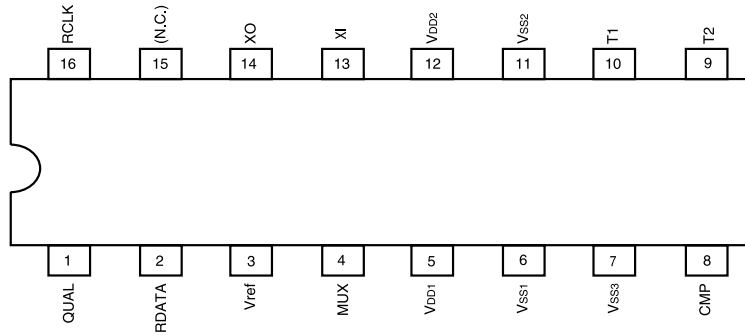 RCLK (N.C.) XO XI VDD2 VSS2 T1 T2
16 15 14 13 12 11 10 9
1 2 3 4 5 6 7 8
QUAL RDATA Vref MUX VDD1 VSS1 VSS3 CMP